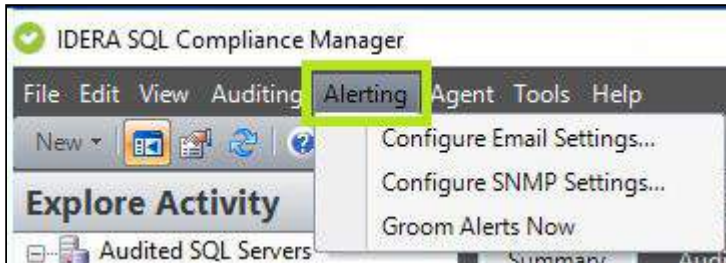 IDERA SQL Compliance Manager
File Edit View Auditing Alerting Agent Tools Help
New
Configure Email Settings...
Configure SNMP Settings...
Explore Activity
Groom Alerts Now
Audited SQL Servers
Summary